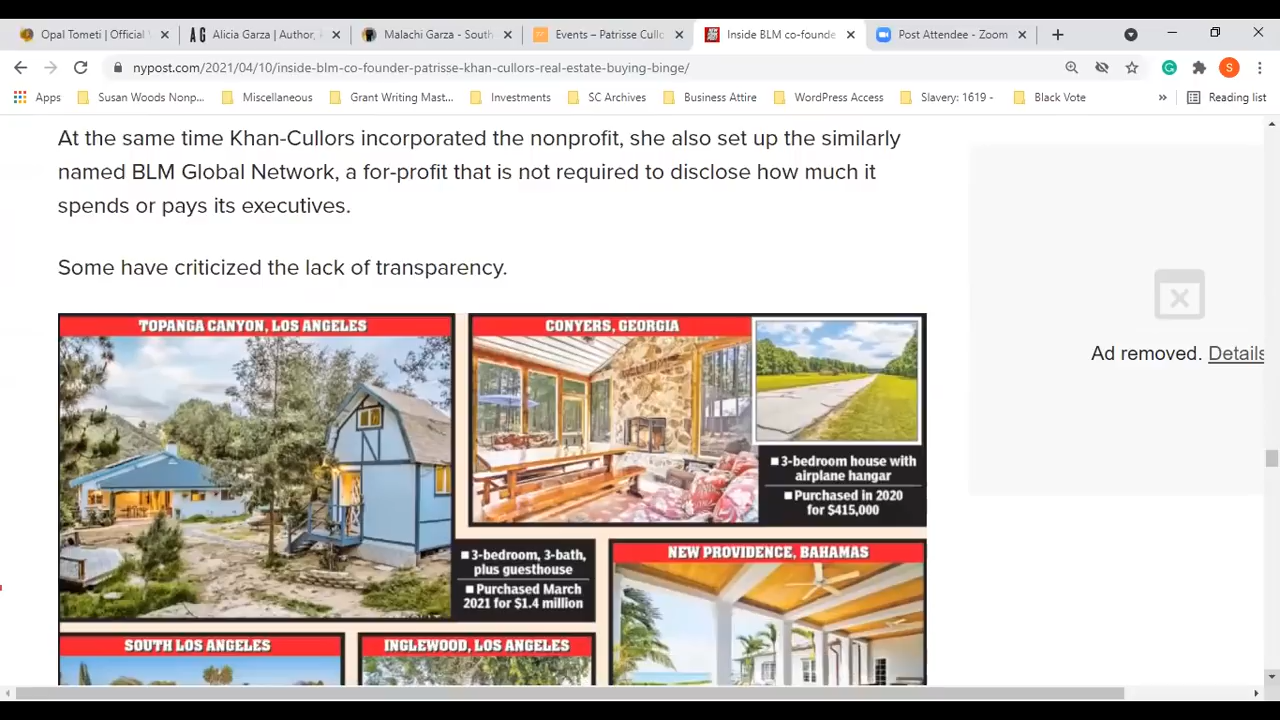 Opal Tometi | Official
Alicia Garza | Author,
Malachi Garza - South
Events – Patrisse Cullo
Inside BLM co-founde
Post Attendee - Zoom
nypost.com/2021/04/10/inside-blm-co-founder-patrisse-khan-cullors-real-estate-buying-binge/
S
Apps
Susan Woods Nonp...
Miscellaneous
Grant Writing Mast...
Investments
SC Archives
Business Attire
WordPress Access
Slavery: 1619 -
Black Vote
»
Reading list
At the same time Khan-Cullors incorporated the nonprofit, she also set up the similarly
named BLM Global Network, a for-profit that is not required to disclose how much it
spends or pays its executives.
Some have criticized the lack of transparency.
Ad removed. Details
TOPANGA CANYON, LOS ANGELES
3-bedroom, 3-bath,
plus guesthouse
Purchased March
2021 for $1.4 million
CONYERS, GEORGIA
3-bedroom house with
airplane hangar
Purchased in 2020
for $415,000
SOUTH LOS ANGELES
INGLEWOOD, LOS ANGELES
NEW PROVIDENCE, BAHAMAS